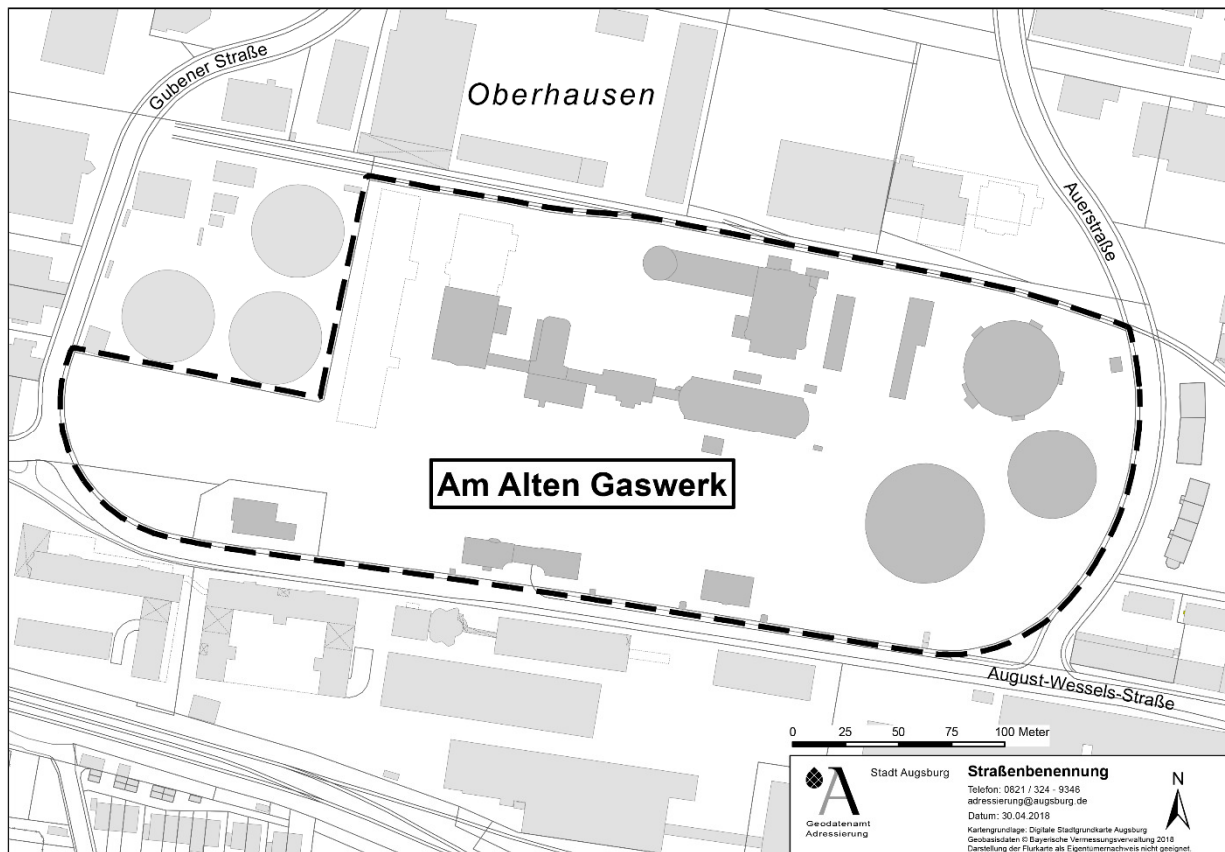 Gubener Straße
Oberhausen
Auerstraße
Am Alten Gaswerk
August-Wessels-Straße
0 25 50 75 100 Meter
Stadt Augsburg
Geodatenamt
Adressierung
Straßenbenennung
Telefon: 0821 / 324 - 9346
adressierung@augsburg.de
Datum: 30.04.2018
Kartengrundlage: Digitale Stadtgrundkarte Augsburg
Geobasisdaten © Bayerische Vermessungsverwaltung 2018
Darstellung der Flurkarte als Eigentümernachweis nicht geeignet.
N